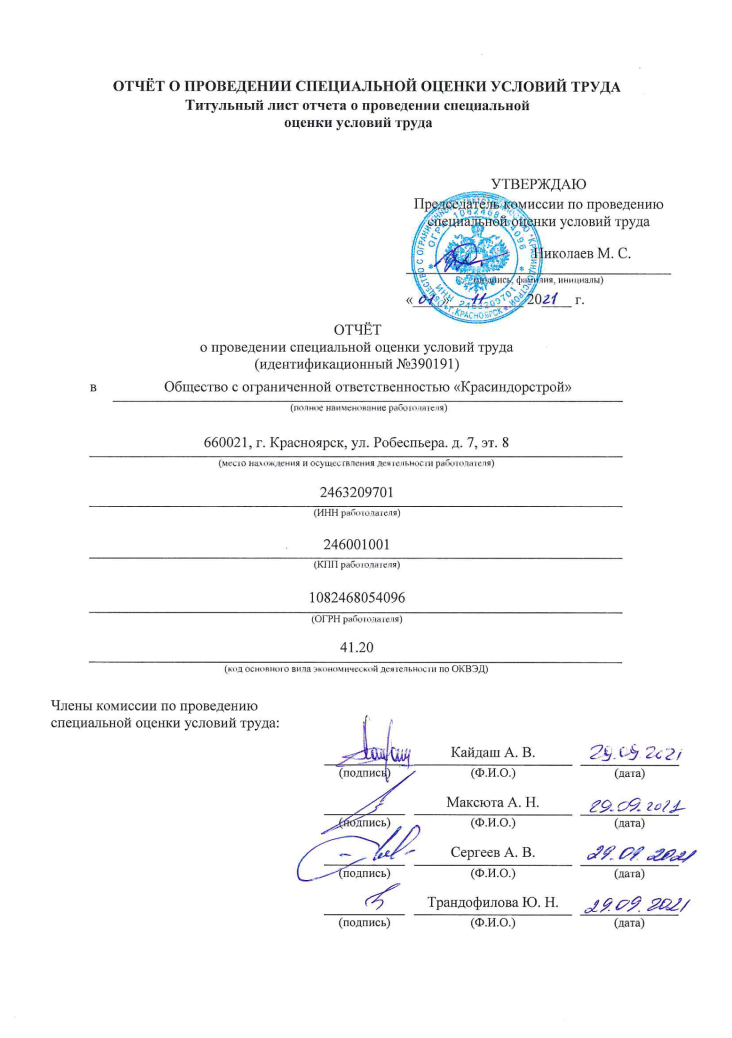 ОТЧЁТ О ПРОВЕДЕНИИ СПЕЦИАЛЬНОЙ ОЦЕНКИ УСЛОВИЙ ТРУДА
Титульный лист отчета о проведении специальной
оценки условий труда
УТВЕРЖДАЮ
Председатель комиссии по проведению
специальной оценки условий труда
Николаев М. С.
(подпись, фамилия, инициалы)
« 01 » 11 2021 г.
ОТЧЁТ
о проведении специальной оценки условий труда
(идентификационный №390191)
в Общество с ограниченной ответственностью «Красиндорстрой»
(полное наименование работодателя)
660021, г. Красноярск, ул. Робеспьера. д. 7, эт. 8
(место нахождения и осуществления деятельности работодателя)
2463209701
(ИНН работодателя)
246001001
(КПП работодателя)
1082468054096
(ОГРН работодателя)
41.20
(код основного вида экономической деятельности по ОКВЭД)
Члены комиссии по проведению
специальной оценки условий труда:
Кайдаш А. В. 29.09.2021
(подпись) (Ф.И.О.) (дата)
Максюта А. Н. 29.09.2021
(подпись) (Ф.И.О.) (дата)
Сергеев А. В. 29.09.2021
(подпись) (Ф.И.О.) (дата)
Трандофилова Ю. Н. 29.09.2021
(подпись) (Ф.И.О.) (дата)